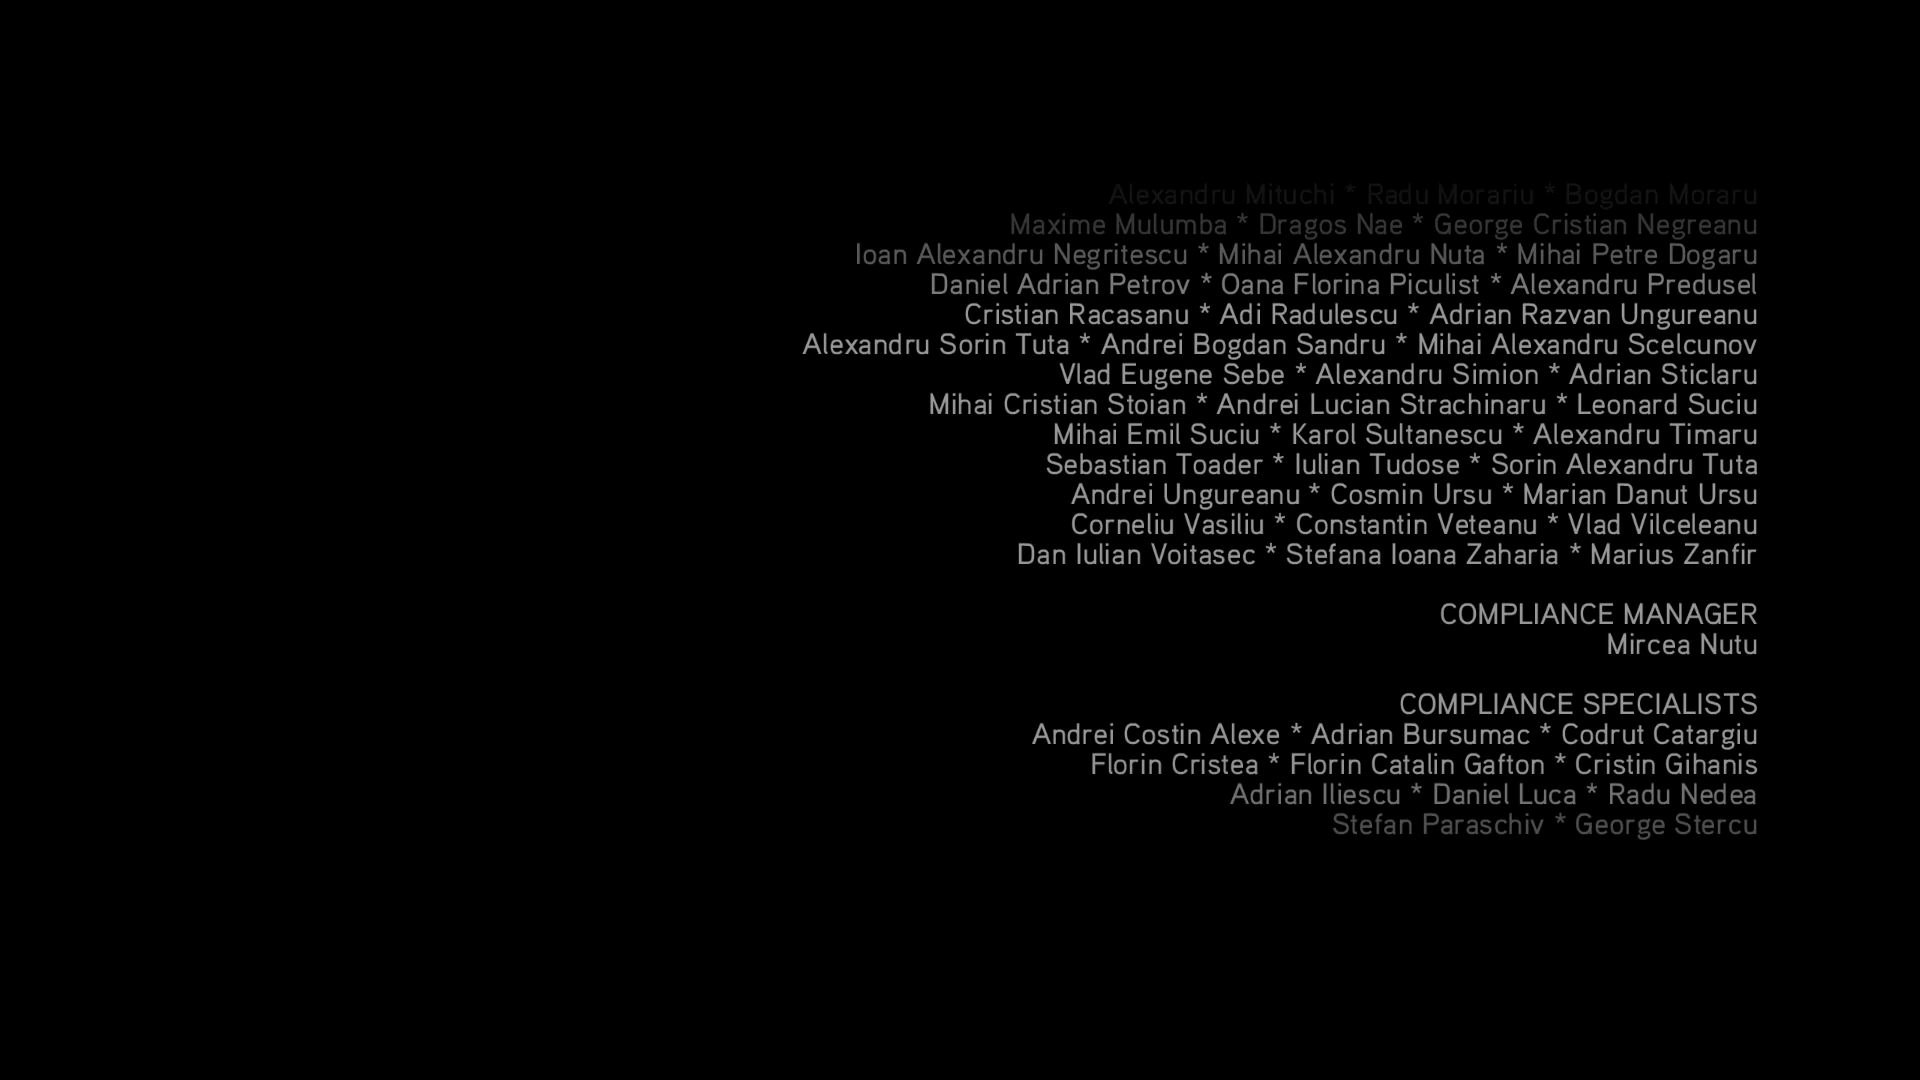 Alexandru Mituchi * Radu Morariu * Bogdan Moraru
Maxime Mulumba * Dragos Nae * George Cristian Negreanu
Ioan Alexandru Negritescu * Mihai Alexandru Nuta * Mihai Petre Dogaru
Daniel Adrian Petrov * Oana Florina Piculist * Alexandru Predusel
Cristian Racasanu * Adi Radulescu * Adrian Razvan Ungureanu
Alexandru Sorin Tuta * Andrei Bogdan Sandru * Mihai Alexandru Scelcunov
Vlad Eugene Sebe * Alexandru Simion * Adrian Sticlaru
Mihai Cristian Stoian * Andrei Lucian Strachinaru * Leonard Suciu
Mihai Emil Suciu * Karol Sultanescu * Alexandru Timaru
Sebastian Toader * Iulian Tudose * Sorin Alexandru Tuta
Andrei Ungureanu * Cosmin Ursu * Marian Danut Ursu
Corneliu Vasiliu * Constantin Veteanu * Vlad Vilceleanu
Dan Iulian Voitasec * Stefana Ioana Zaharia * Marius Zanfir
COMPLIANCE MANAGER
Mircea Nutu
COMPLIANCE SPECIALISTS
Andrei Costin Alexe * Adrian Bursumac * Codrut Catargiu
Florin Cristea * Florin Catalin Gafton * Cristin Gihanis
Adrian Iliescu * Daniel Luca * Radu Nedea
Stefan Paraschiv * George Stercu